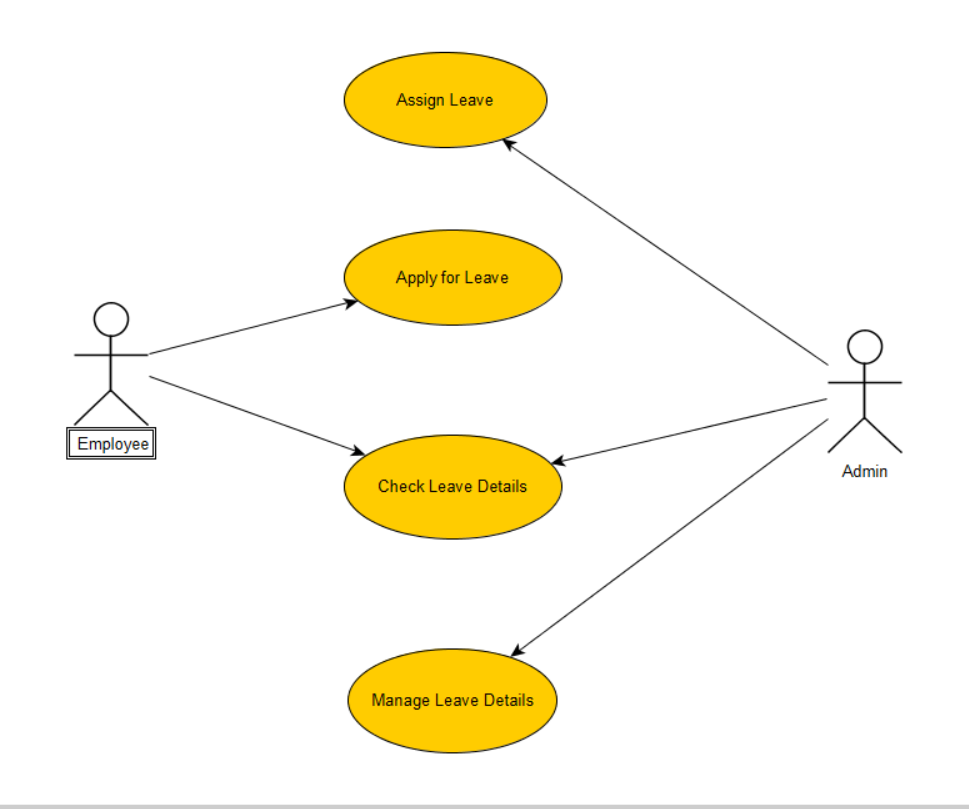 Assign Leave
Apply for Leave
Employee
Check Leave Details
Admin
Manage Leave Details